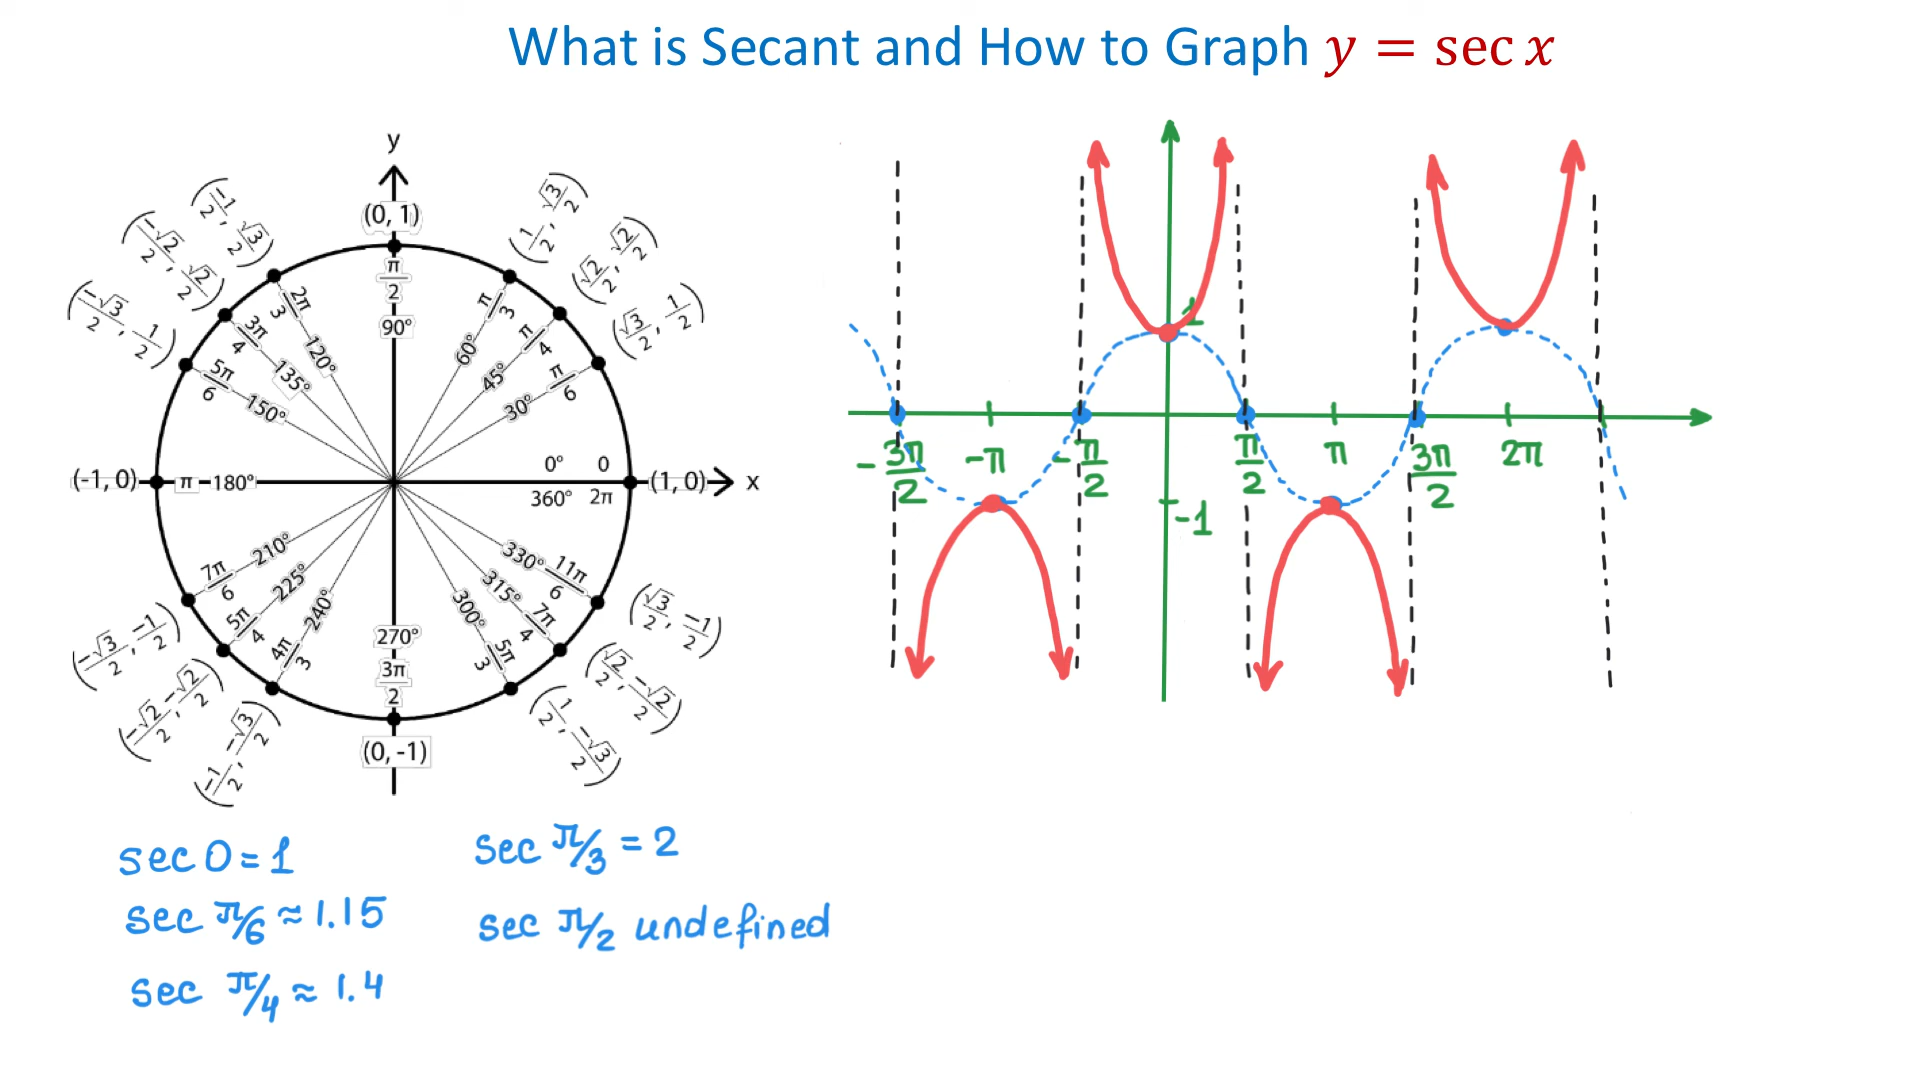 What is Secant and How to Graph y = sec x
y
(0, 1)
(-1/2, √3/2)
(-√2/2, √2/2)
(-√3/2, 1/2)
(1/2, √3/2)
(√2/2, √2/2)
(√3/2, 1/2)
π/2
90°
2π/3
120°
3π/4
135°
5π/6
150°
π/3
60°
π/4
45°
π/6
30°
(-1, 0)
π
180°
0° 0
360° 2π
(1, 0)
x
7π/6
210°
5π/4
225°
4π/3
240°
270°
3π/2
300°
5π/3
315°
7π/4
330°
11π/6
(-√3/2, -1/2)
(-√2/2, -√2/2)
(-1/2, -√3/2)
(0, -1)
(1/2, -√3/2)
(√2/2, -√2/2)
(√3/2, -1/2)
1
-3π/2
-π
-π/2
π/2
π
3π/2
2π
-1
sec 0 = 1
sec π/6 ≈ 1.15
sec π/4 ≈ 1.4
sec π/3 = 2
sec π/2 undefined